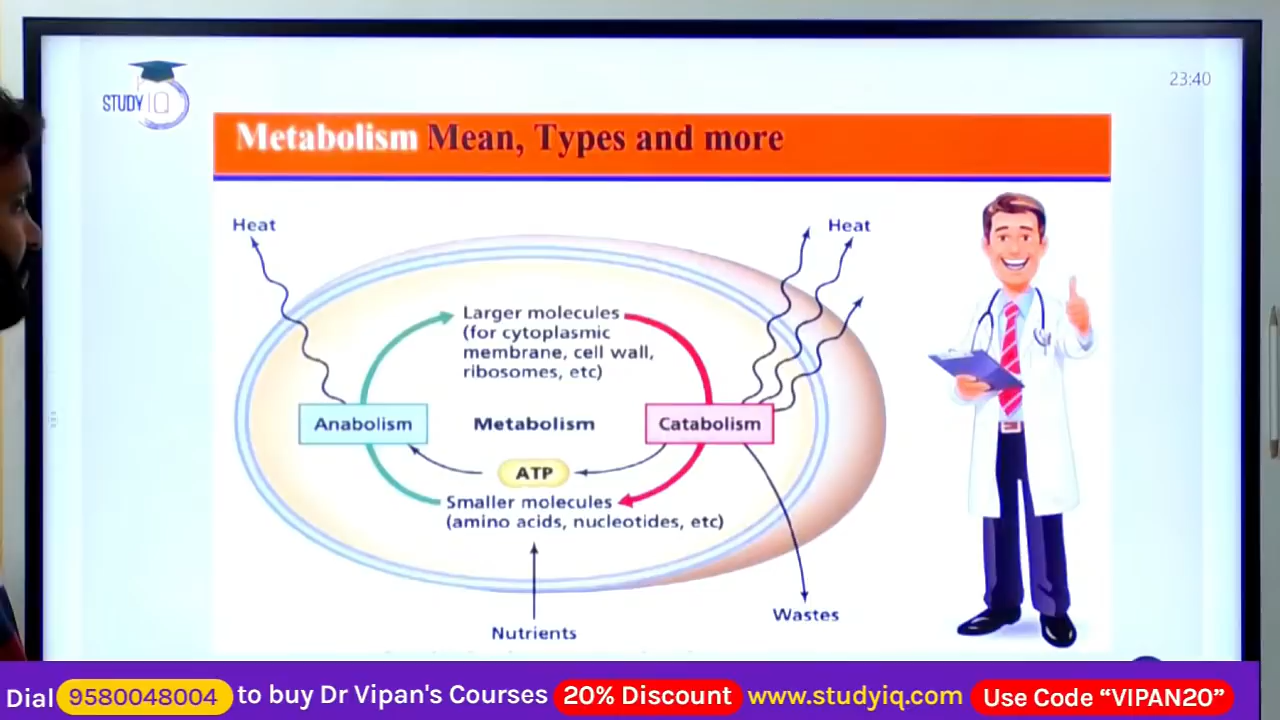 STUDY IQ
23:40
Metabolism Mean, Types and more
Heat
Heat
Larger molecules
(for cytoplasmic
membrane, cell wall,
ribosomes, etc)
Anabolism
Metabolism
Catabolism
ATP
Smaller molecules
(amino acids, nucleotides, etc)
Nutrients
Wastes
Dial 9580048004 to buy Dr Vipan's Courses 20% Discount www.studyiq.com Use Code “VIPAN20”